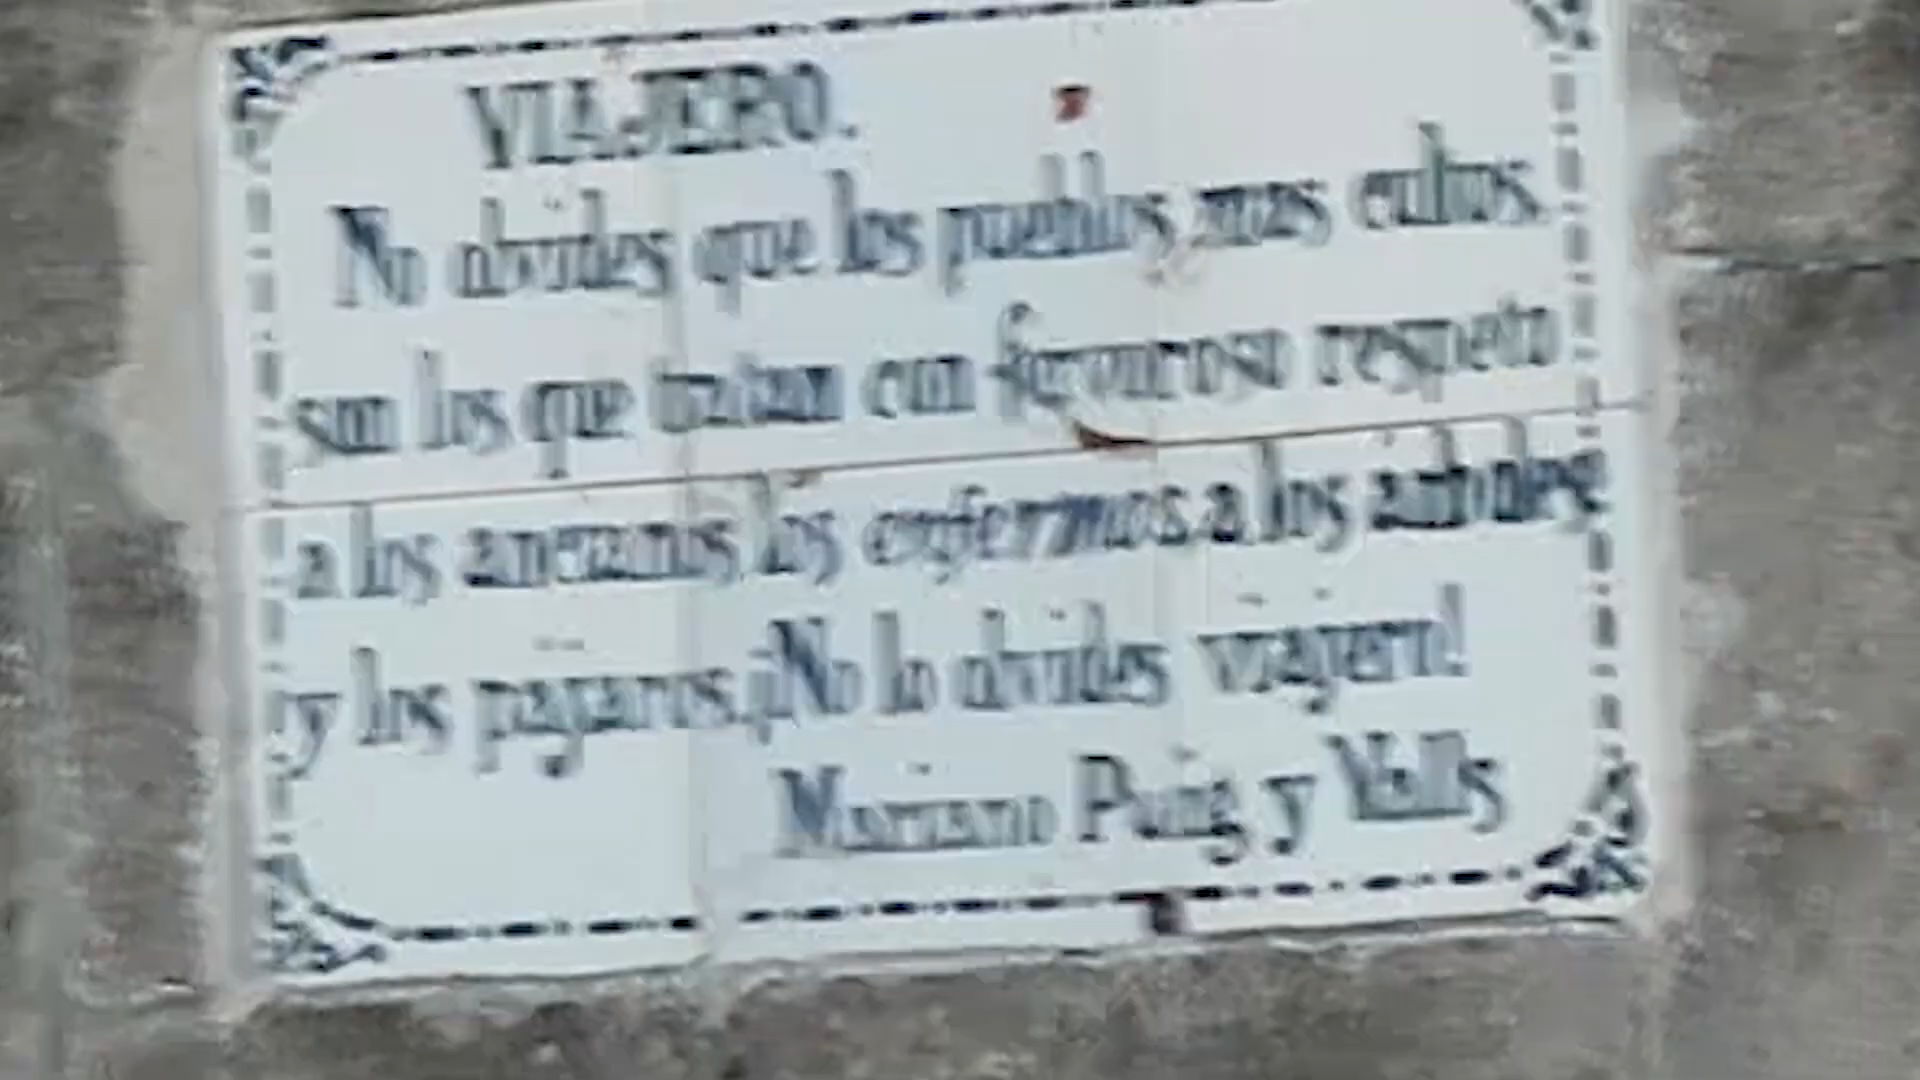 VIAJERO.
No olvides que los pueblos mas cultos
son los que tratan con fervoroso respeto
a los ancianos, los enfermos, a los arboles
y los pajaros. ¡No lo olvides viajero!
Mariano Puig y Valls